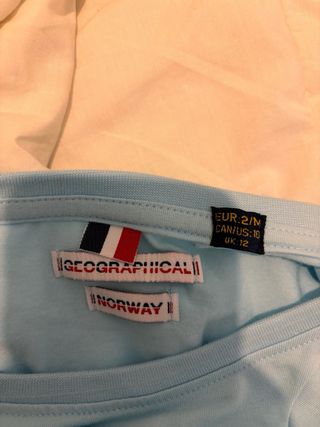 EUR:2/M
CAN/US:10
UK:12
GEOGRAPHICAL
NORWAY